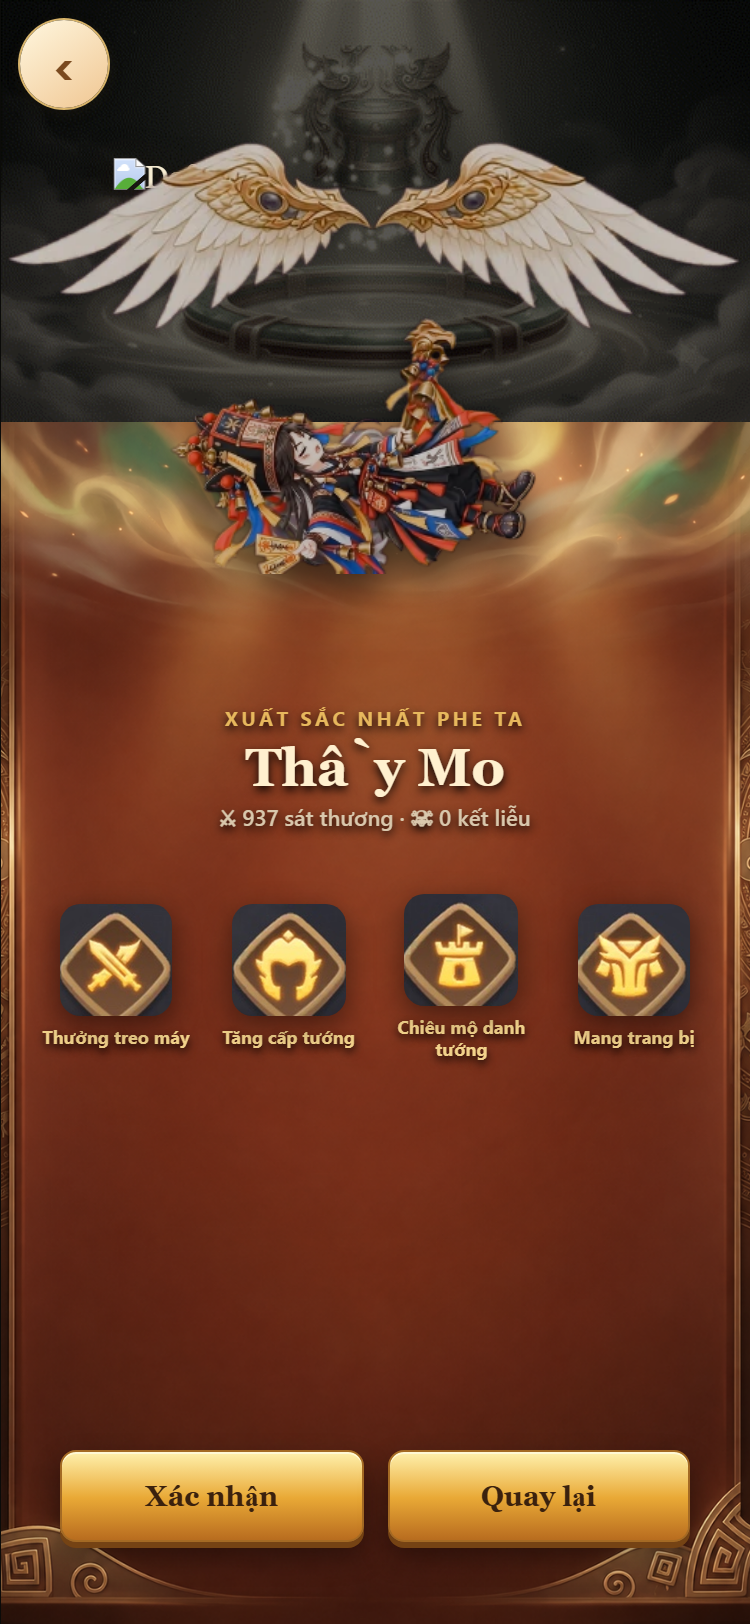 D
XUẤT SẮC NHẤT PHE TA
Thầy Mo
⚔ 937 sát thương · ☠ 0 kết liễu
Thưởng treo máy
Tăng cấp tướng
Chiêu mộ danh
tướng
Mang trang bị
Xác nhận
Quay lại